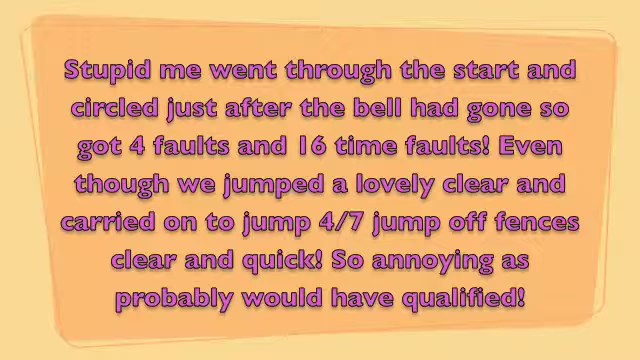 Stupid me went through the start and
circled just after the bell had gone so
got 4 faults and 16 time faults! Even
though we jumped a lovely clear and
carried on to jump 4/7 jump off fences
clear and quick! So annoying as
probably would have qualified!